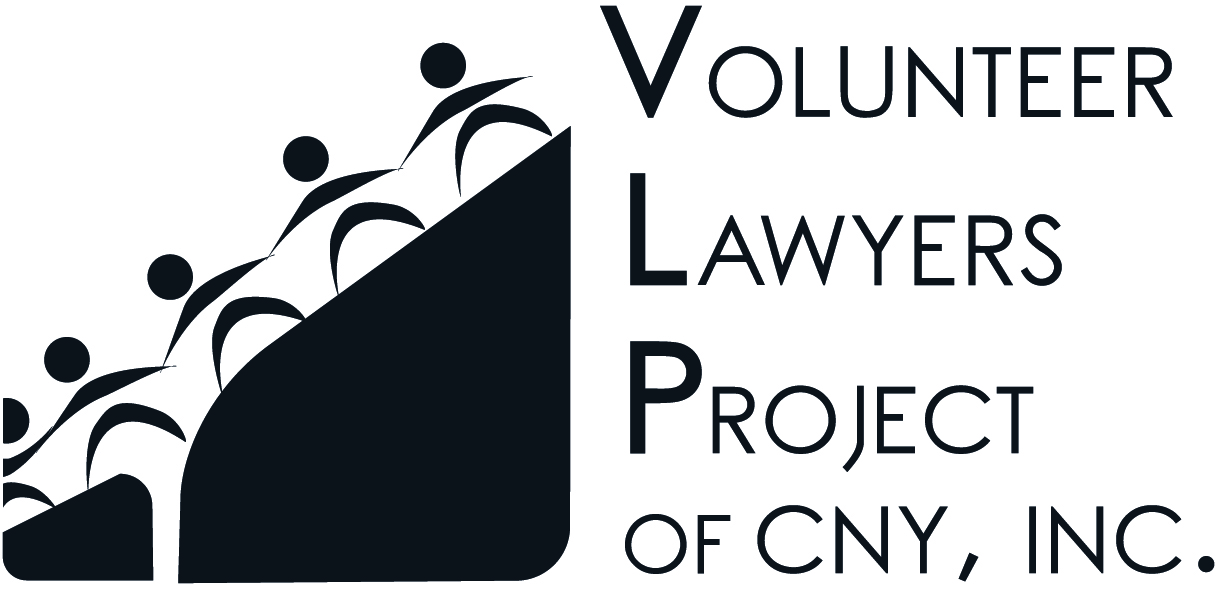 VOLUNTEER
LAWYERS
PROJECT
OF CNY, INC.